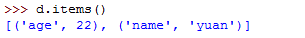 >>> d.items()
[('age', 22), ('name', 'yuan')]